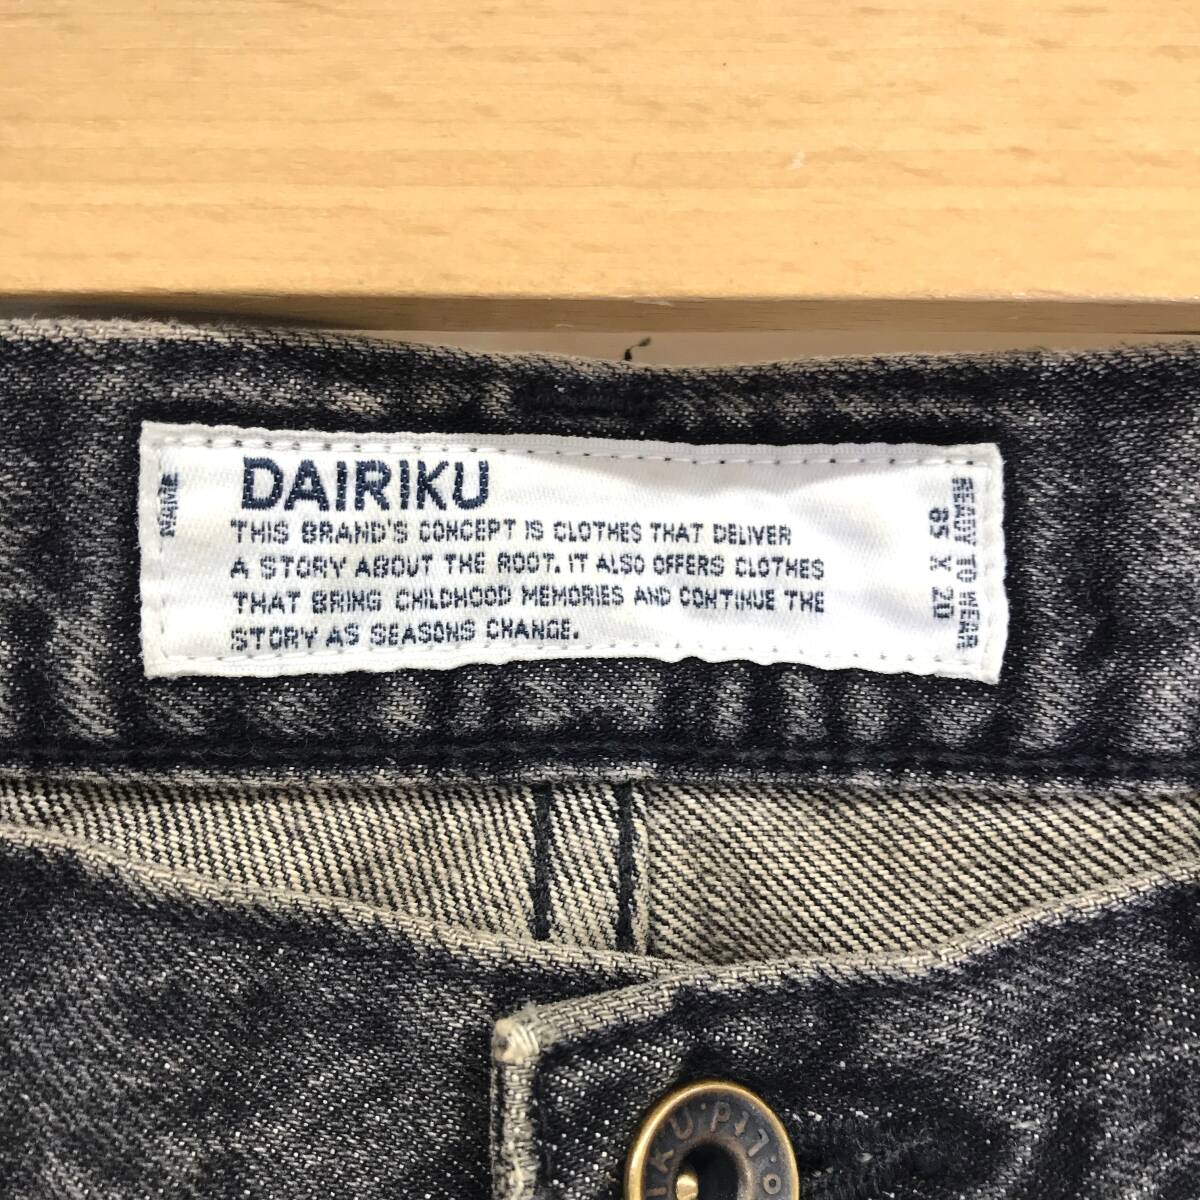 NAME
DAIRIKU
THIS BRAND'S CONCEPT IS CLOTHES THAT DELIVER
A STORY ABOUT THE ROOT. IT ALSO OFFERS CLOTHES
THAT BRING CHILDHOOD MEMORIES AND CONTINUE THE
STORY AS SEASONS CHANGE.
READY TO WEAR
65 X 20